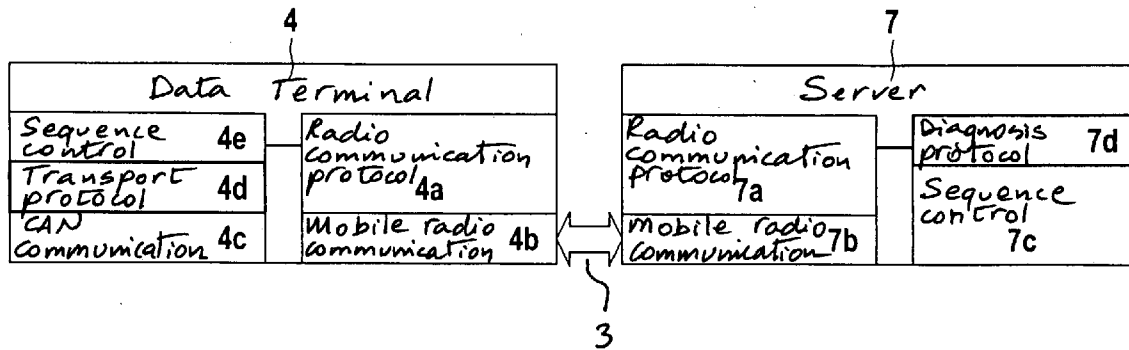 4
7
Data Terminal
Server
Sequence
control 4e
Transport
protocol 4d
CAN
communication 4c
Radio
communication
protocol 4a
Mobile radio
communication 4b
Radio
communication
protocol 7a
mobile radio
communication 7b
Diagnosis
protocol 7d
Sequence
control
7c
3